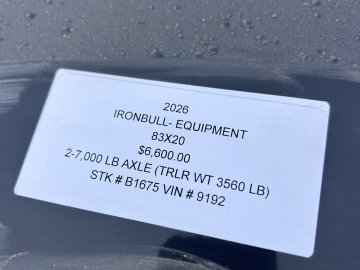 2026
IRONBULL- EQUIPMENT
83X20
$6,600.00
2-7,000 LB AXLE (TRLR WT 3560 LB)
STK # B1675 VIN # 9192